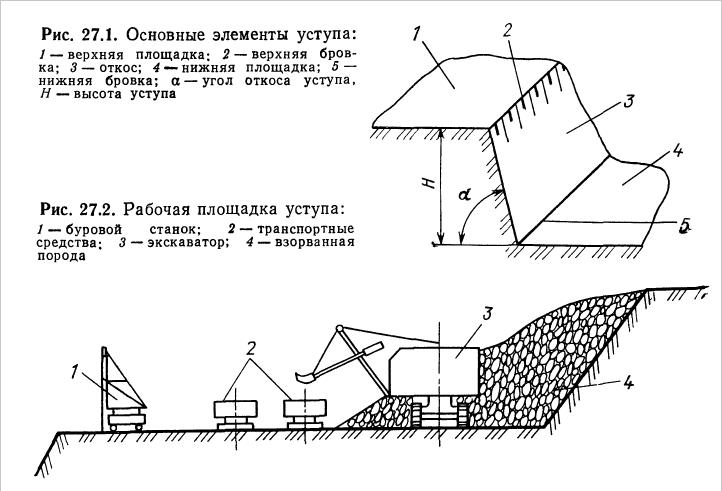 Рис. 27.1. Основные элементы уступа:
1 — верхняя площадка; 2 — верхняя бров-
ка; 3 — откос; 4 — нижняя площадка; 5 —
нижняя бровка; α — угол откоса уступа,
H — высота уступа
1
2
3
4
H
α
5
Рис. 27.2. Рабочая площадка уступа:
1 — буровой станок; 2 — транспортные
средства; 3 — экскаватор; 4 — взорванная
порода
3
2
1
4